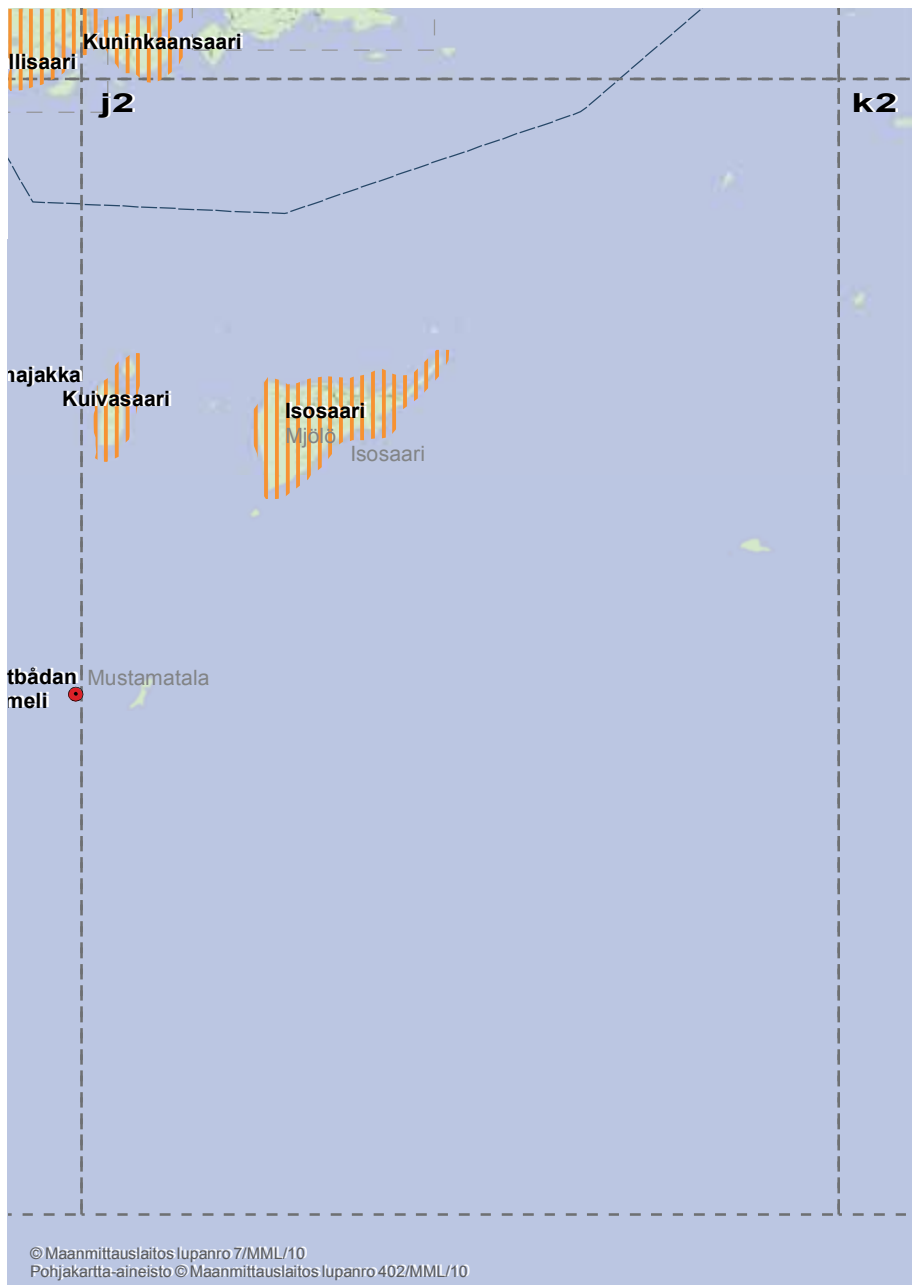 Kuninkaansaari
llisaari
j2
k2
najakka
Kuivasaari
Isosaari
Mjölö
Isosaari
tbådan
Mustamatala
meli
© Maanmittauslaitos lupanro 7/MML/10
Pohjakartta-aineisto © Maanmittauslaitos lupanro 402/MML/10